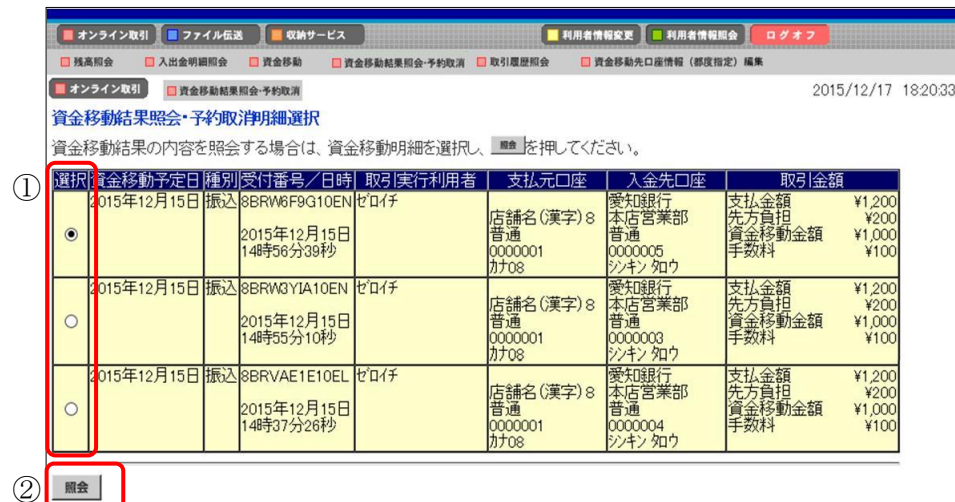 オンライン取引 ファイル伝送 収納サービス 利用者情報変更 利用者情報照会 ログオフ
残高照会 入出金明細照会 資金移動 資金移動結果照会・予約取消 取引履歴照会 資金移動先口座情報（都度指定）編集
オンライン取引 資金移動結果照会・予約取消 2015/12/17 18:20:33
資金移動結果照会・予約取消明細選択
資金移動結果の内容を照会する場合は、資金移動明細を選択し、 照会 を押してください。
①
選択 資金移動予定日 種別 受付番号／日時 取引実行利用者 支払元口座 入金先口座 取引金額
2015年12月15日 振込 8BRW6F9G10EN ｾﾞﾛｲﾁ 愛知銀行 支払金額 ¥1,200
店舗名(漢字)８ 本店営業部 先方負担 ¥200
2015年12月15日 普通 普通 資金移動金額 ¥1,000
14時56分39秒 0000001 0000005 手数料 ¥100
ｶﾅ08 ｼﾝｷﾝ ﾀﾛｳ
2015年12月15日 振込 8BRW3YIA10EN ｾﾞﾛｲﾁ 愛知銀行 支払金額 ¥1,200
店舗名(漢字)８ 本店営業部 先方負担 ¥200
2015年12月15日 普通 普通 資金移動金額 ¥1,000
14時55分10秒 0000001 0000003 手数料 ¥100
ｶﾅ08 ｼﾝｷﾝ ﾀﾛｳ
2015年12月15日 振込 8BRVAE1E10EL ｾﾞﾛｲﾁ 愛知銀行 支払金額 ¥1,200
店舗名(漢字)８ 本店営業部 先方負担 ¥200
2015年12月15日 普通 普通 資金移動金額 ¥1,000
14時37分26秒 0000001 0000004 手数料 ¥100
ｶﾅ08 ｼﾝｷﾝ ﾀﾛｳ
② 照会